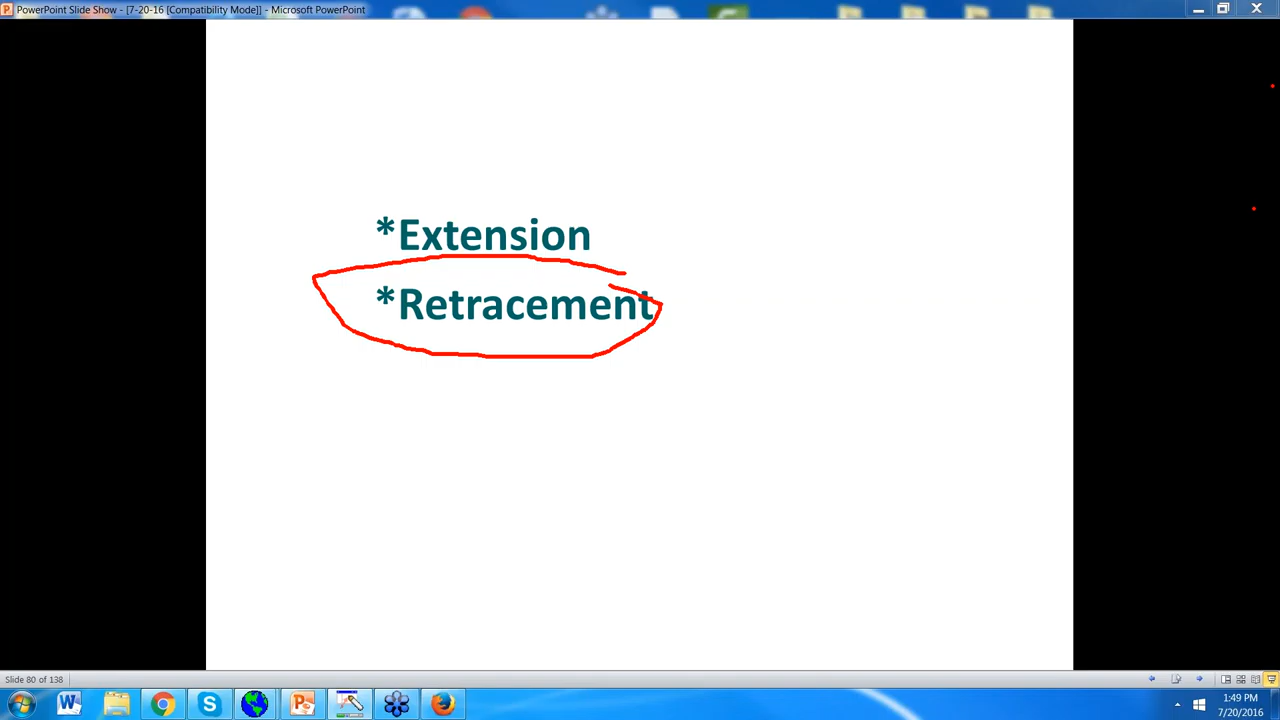 PowerPoint Slide Show - [7-20-16 [Compatibility Mode]] - Microsoft PowerPoint
*Extension
*Retracement
Slide 80 of 138
1:49 PM
7/20/2016